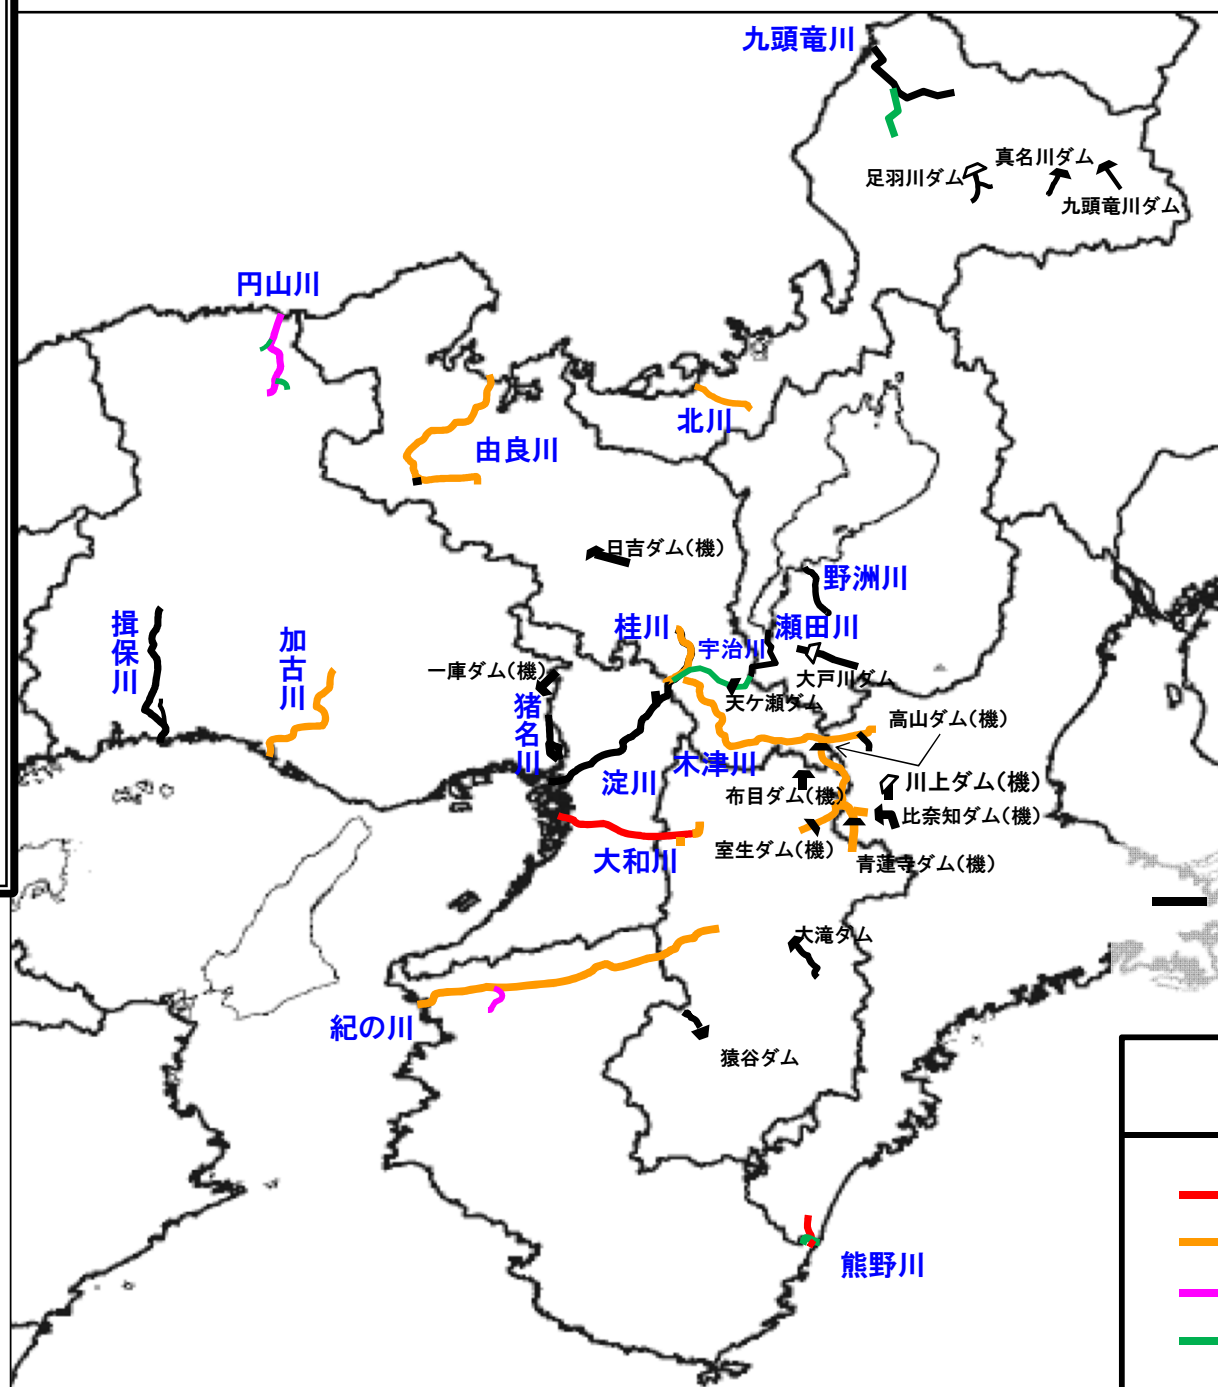 九頭竜川
真名川ダム
足羽川ダム
九頭竜川ダム
円山川
北川
由良川
日吉ダム(機)
野洲川
揖保川
加古川
桂川
宇治川
瀬田川
一庫ダム(機)
大戸川ダム
天ケ瀬ダム
猪名川
高山ダム(機)
淀川
木津川
川上ダム(機)
布目ダム(機)
比奈知ダム(機)
大和川
室生ダム(機)
青蓮寺ダム(機)
大滝ダム
紀の川
猿谷ダム
熊野川